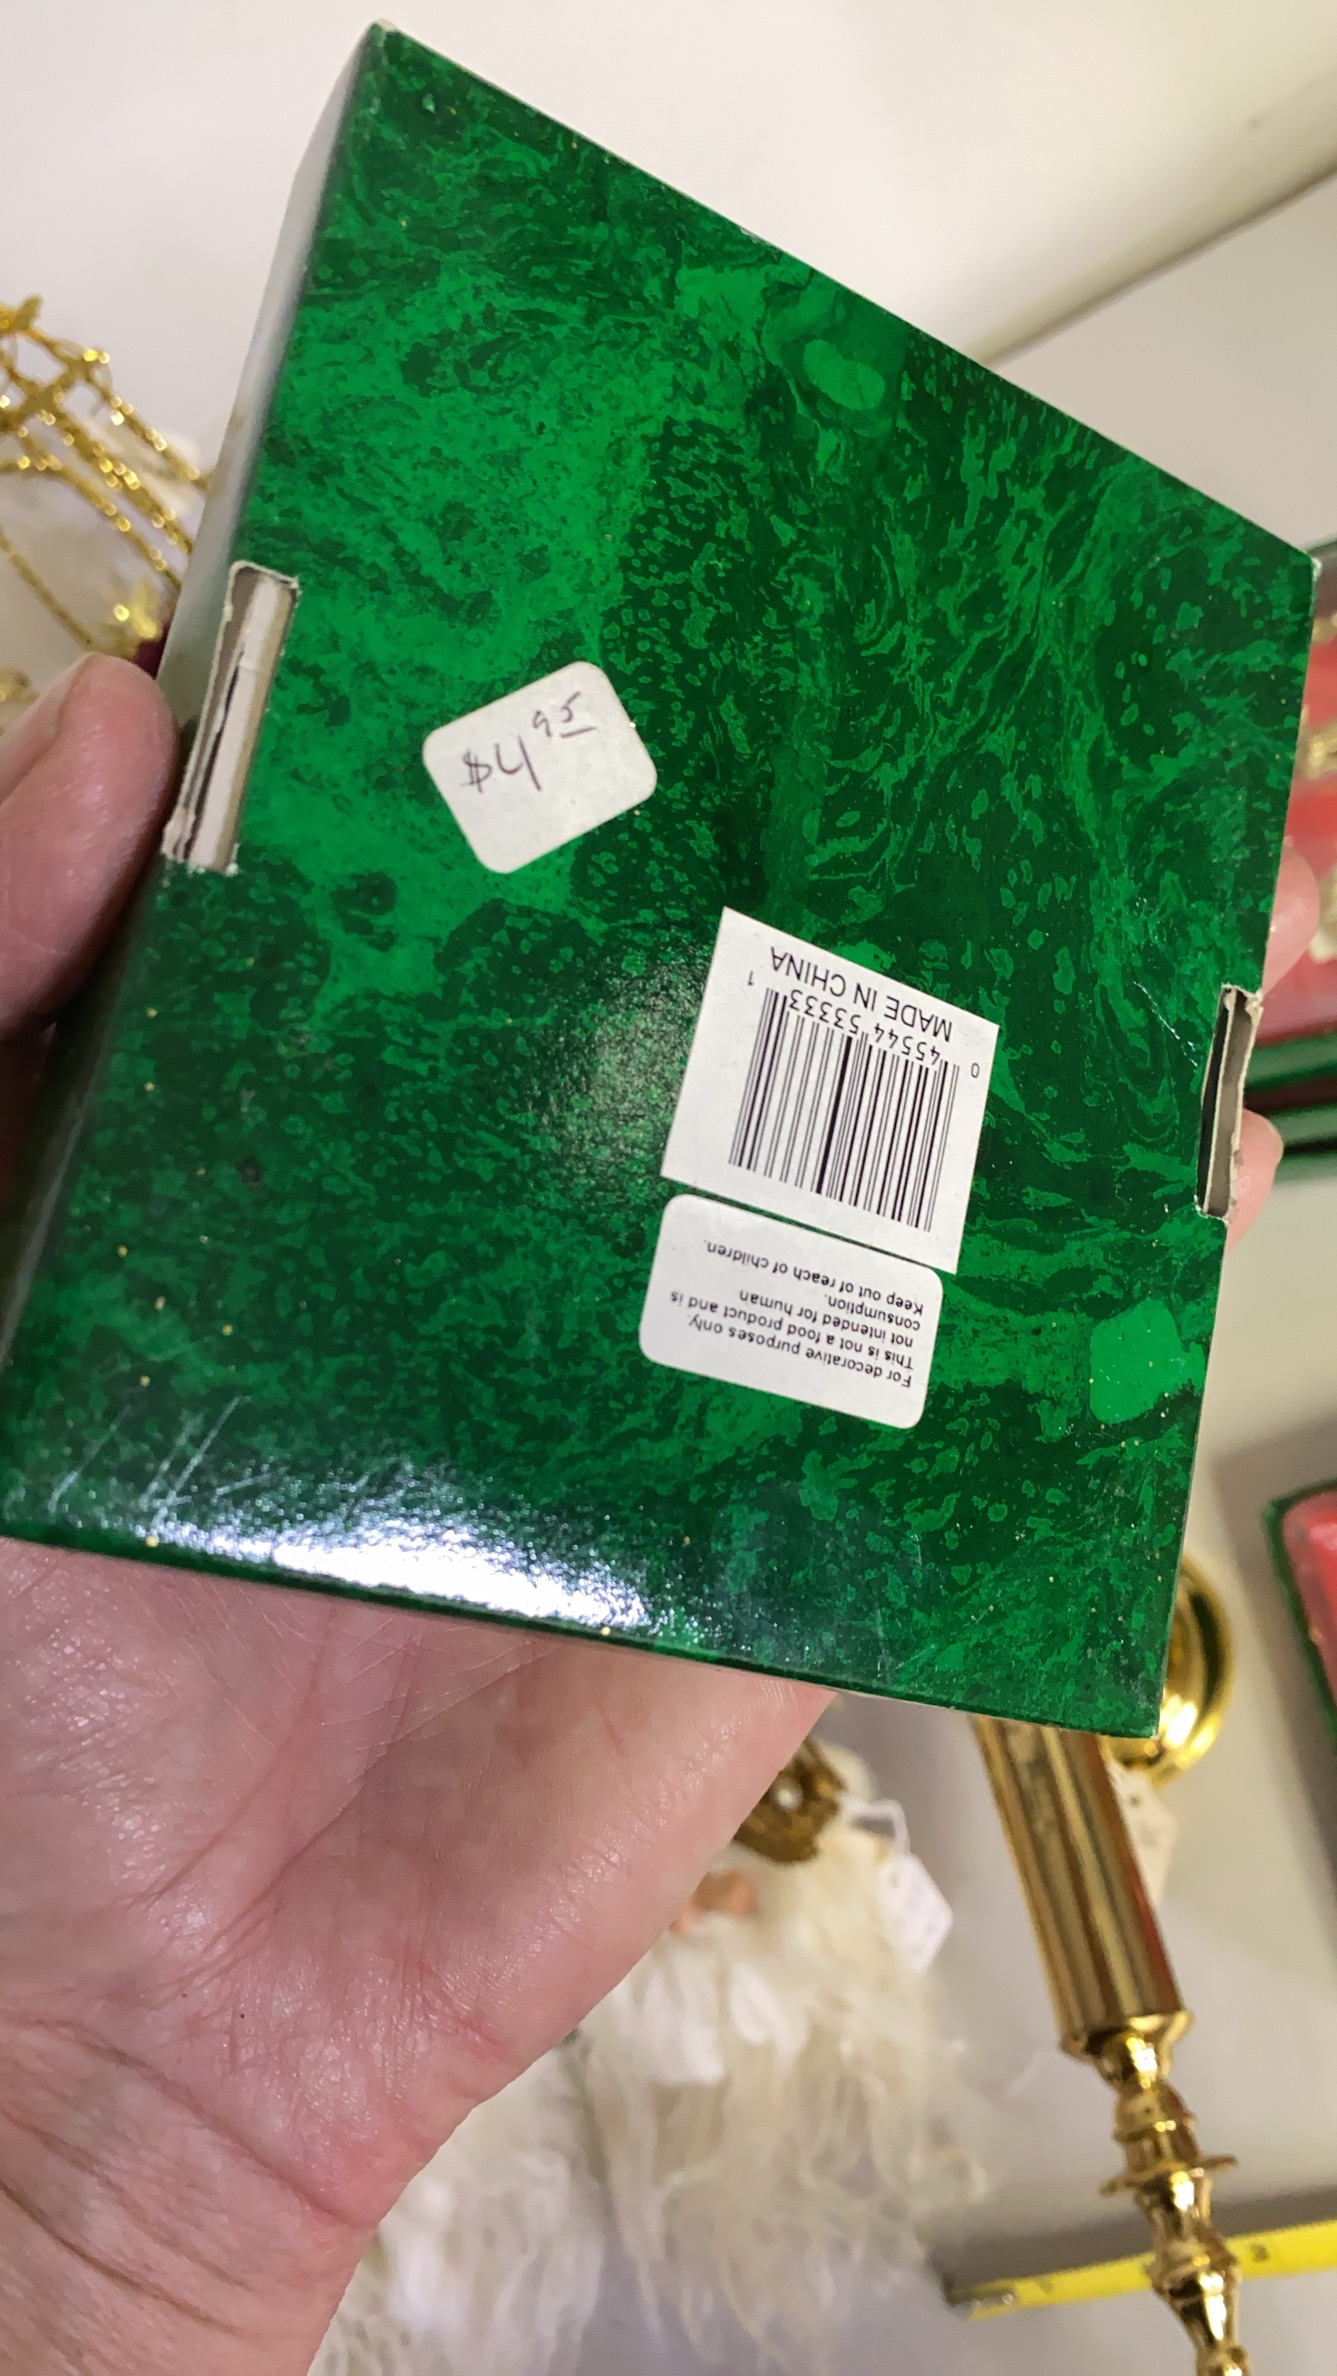 $4.95
For decorative purposes only.
This is not a food product and is
not intended for human
consumption.
Keep out of reach of children.
0 45544 53333 1
MADE IN CHINA